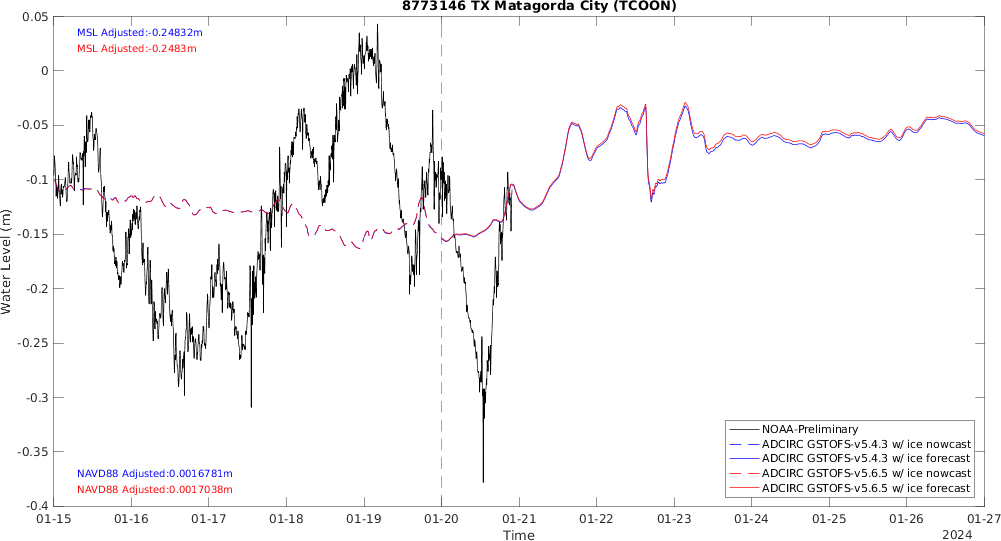 8773146 TX Matagorda City (TCOON)
MSL Adjusted:-0.24832m
MSL Adjusted:-0.2483m
0.05
0
-0.05
-0.1
-0.15
-0.2
-0.25
-0.3
-0.35
-0.4
Water Level (m)
NAVD88 Adjusted:0.0016781m
NAVD88 Adjusted:0.0017038m
NOAA-Preliminary
ADCIRC GSTOFS-v5.4.3 w/ ice nowcast
ADCIRC GSTOFS-v5.4.3 w/ ice forecast
ADCIRC GSTOFS-v5.6.5 w/ ice nowcast
ADCIRC GSTOFS-v5.6.5 w/ ice forecast
01-15 01-16 01-17 01-18 01-19 01-20 01-21 01-22 01-23 01-24 01-25 01-26 01-27
Time
2024